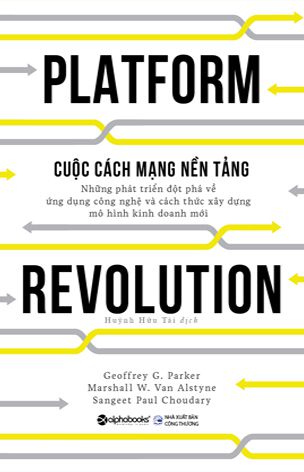 PLATFORM
CUỘC CÁCH MẠNG NỀN TẢNG
Những phát triển đột phá về
ứng dụng công nghệ và cách thức xây dựng
mô hình kinh doanh mới
REVOLUTION
Huỳnh Hữu Tài dịch
Geoffrey G. Parker
Marshall W. Van Alstyne
Sangeet Paul Choudary
alphabooks
NHÀ XUẤT BẢN
CÔNG THƯƠNG